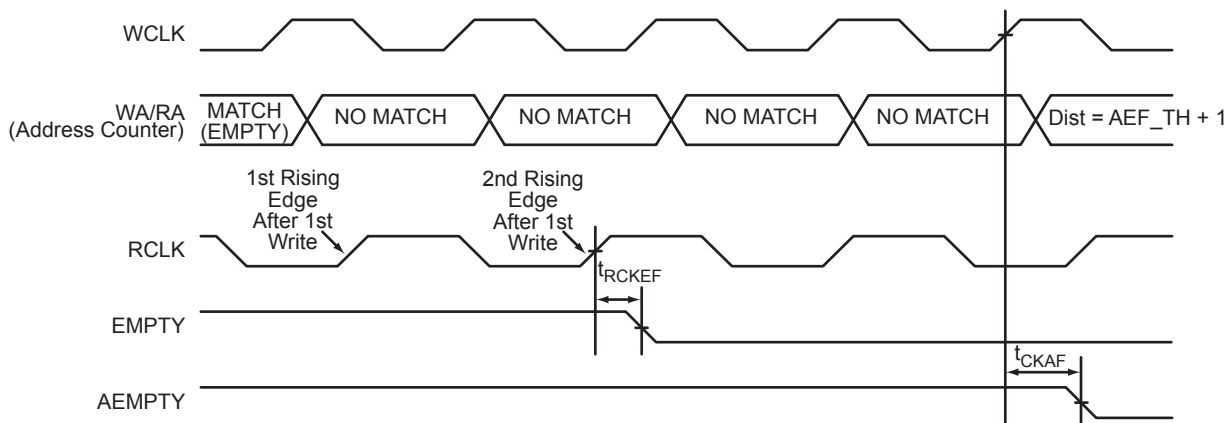 WCLK
WA/RA
(Address Counter)
MATCH
(EMPTY)
NO MATCH
NO MATCH
NO MATCH
NO MATCH
Dist = AEF_TH + 1
1st Rising
Edge
After 1st
Write
2nd Rising
Edge
After 1st
Write
RCLK
tRCKEF
EMPTY
tCKAF
AEMPTY